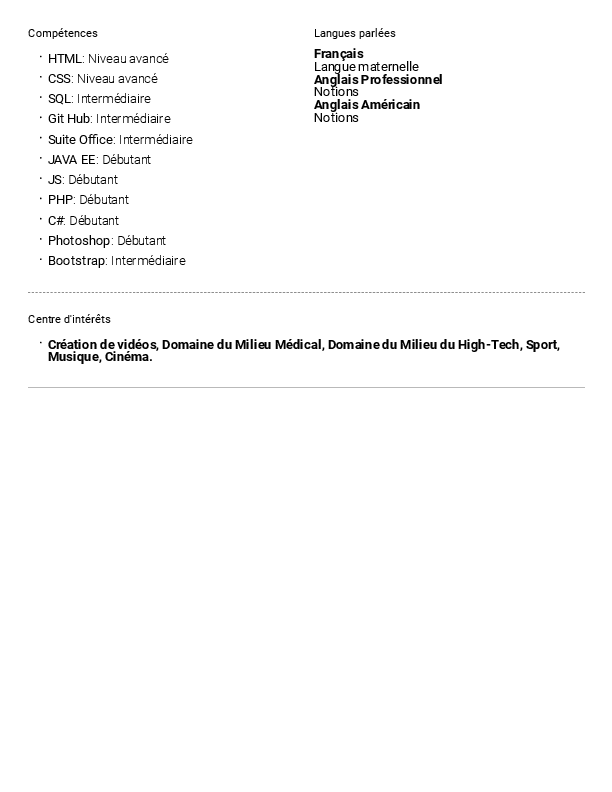 Compétences
· HTML: Niveau avancé
· CSS: Niveau avancé
· SQL: Intermédiaire
· Git Hub: Intermédiaire
· Suite Office: Intermédiaire
· JAVA EE: Débutant
· JS: Débutant
· PHP: Débutant
· C#: Débutant
· Photoshop: Débutant
· Bootstrap: Intermédiaire
Langues parlées
Français
Langue maternelle
Anglais Professionnel
Notions
Anglais Américain
Notions
Centre d'intérêts
· Création de vidéos, Domaine du Milieu Médical, Domaine du Milieu du High-Tech, Sport,
Musique, Cinéma.